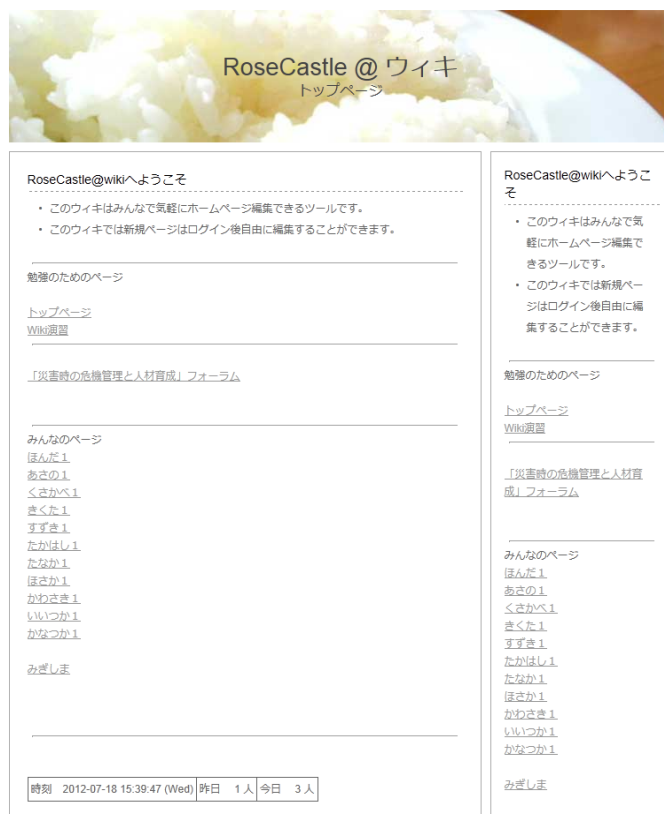 RoseCastle @ ウィキ
トップページ
RoseCastle@wikiへようこそ
・ このウィキはみんなで気軽にホームページ編集できるツールです。
・ このウィキでは新規ページはログイン後自由に編集することができます。
勉強のためのページ
トップページ
Wiki演習
「災害時の危機管理と人材育成」フォーラム
みんなのページ
ほんだ１
あさの１
くさかべ１
きくた１
すずき１
たかはし１
たなか１
ほさか１
かわさき１
いいつか１
かなつか１
みぎしま
時刻 2012-07-18 15:39:47 (Wed) 昨日 1 人 今日 3 人
RoseCastle@wikiへようこ
そ
・ このウィキはみんなで気
軽にホームページ編集で
きるツールです。
・ このウィキでは新規ペー
ジはログイン後自由に編
集することができます。
勉強のためのページ
トップページ
Wiki演習
「災害時の危機管理と人材育
成」フォーラム
みんなのページ
ほんだ１
あさの１
くさかべ１
きくた１
すずき１
たかはし１
たなか１
ほさか１
かわさき１
いいつか１
かなつか１
みぎしま